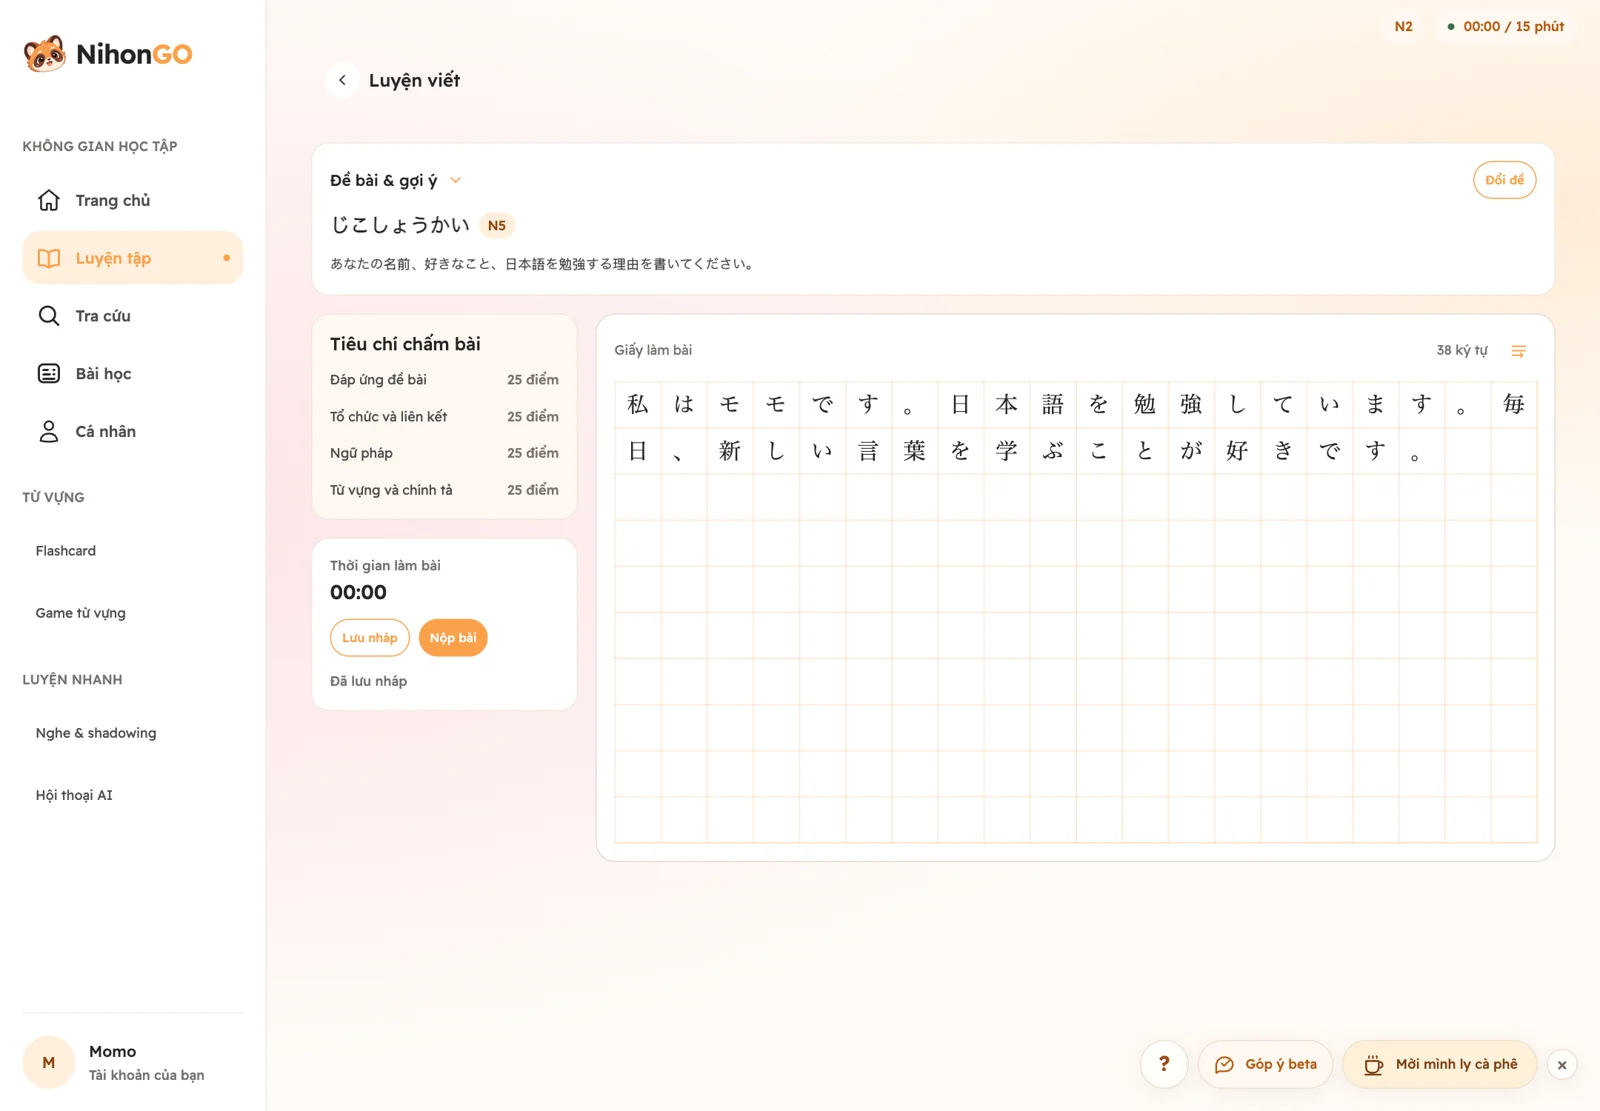 NihonGO
KHÔNG GIAN HỌC TẬP
Trang chủ
Luyện tập
Tra cứu
Bài học
Cá nhân
TỪ VỰNG
Flashcard
Game từ vựng
LUYỆN NHANH
Nghe & shadowing
Hội thoại AI
M
Momo
Tài khoản của bạn
N2
00:00 / 15 phút
Luyện viết
Đề bài & gợi ý
Đổi đề
じこしょうかい N5
あなたの名前、好きなこと、日本語を勉強する理由を書いてください。
Tiêu chí chấm bài
Đáp ứng đề bài 25 điểm
Tổ chức và liên kết 25 điểm
Ngữ pháp 25 điểm
Từ vựng và chính tả 25 điểm
Thời gian làm bài
00:00
Lưu nháp
Nộp bài
Đã lưu nháp
Giấy làm bài
38 ký tự
私はモモです。日本語を勉強しています。毎
日、新しい言葉を学ぶことが好きです。
?
Góp ý beta
Mời mình ly cà phê
×